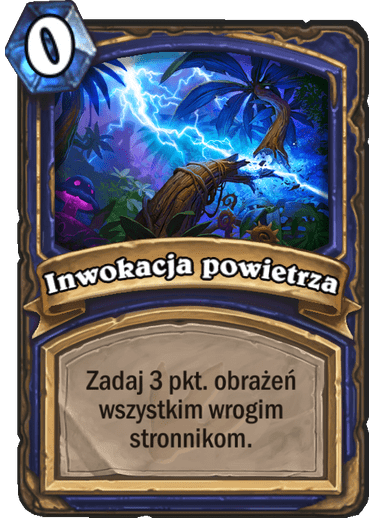 0
Inwokacja powietrza
Zadaj 3 pkt. obrażeń
wszystkim wrogim
stronnikom.